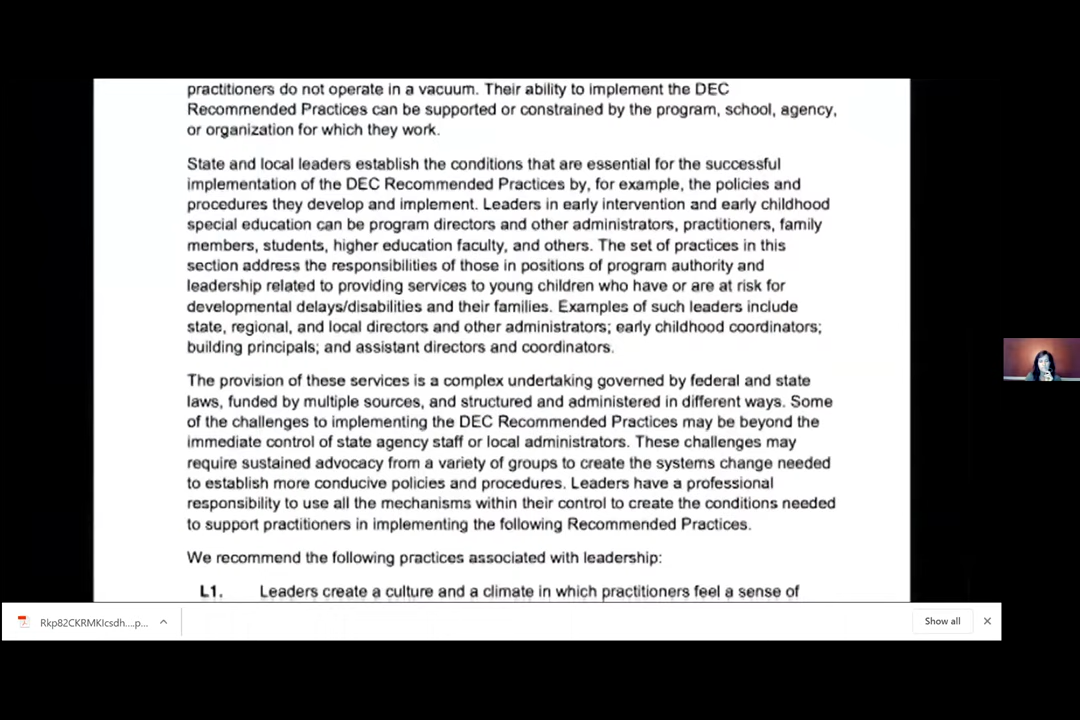 practitioners do not operate in a vacuum. Their ability to implement the DEC
Recommended Practices can be supported or constrained by the program, school, agency,
or organization for which they work.
State and local leaders establish the conditions that are essential for the successful
implementation of the DEC Recommended Practices by, for example, the policies and
procedures they develop and implement. Leaders in early intervention and early childhood
special education can be program directors and other administrators, practitioners, family
members, students, higher education faculty, and others. The set of practices in this
section address the responsibilities of those in positions of program authority and
leadership related to providing services to young children who have or are at risk for
developmental delays/disabilities and their families. Examples of such leaders include
state, regional, and local directors and other administrators; early childhood coordinators;
building principals; and assistant directors and coordinators.
The provision of these services is a complex undertaking governed by federal and state
laws, funded by multiple sources, and structured and administered in different ways. Some
of the challenges to implementing the DEC Recommended Practices may be beyond the
immediate control of state agency staff or local administrators. These challenges may
require sustained advocacy from a variety of groups to create the systems change needed
to establish more conducive policies and procedures. Leaders have a professional
responsibility to use all the mechanisms within their control to create the conditions needed
to support practitioners in implementing the following Recommended Practices.
We recommend the following practices associated with leadership:
L1. Leaders create a culture and a climate in which practitioners feel a sense of
Rkp82CKRMKIcsdh....p... Show all